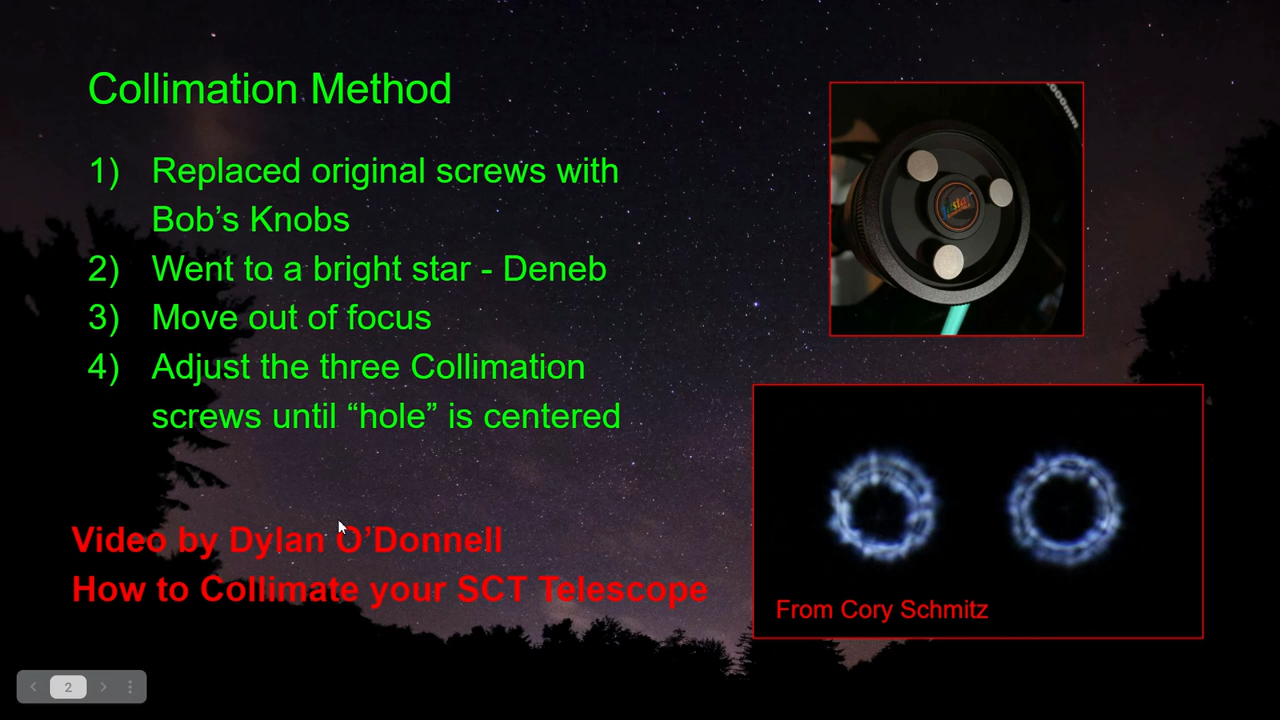 Collimation Method
1) Replaced original screws with
Bob's Knobs
2) Went to a bright star - Deneb
3) Move out of focus
4) Adjust the three Collimation
screws until “hole” is centered
Video by Dylan O'Donnell
How to Collimate your SCT Telescope
From Cory Schmitz
2